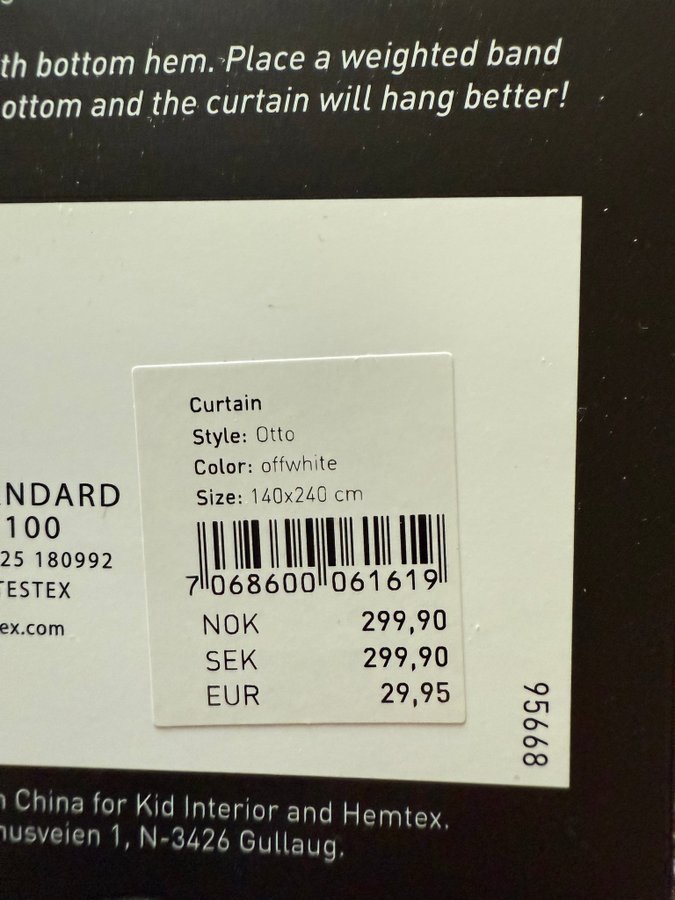 th bottom hem. Place a weighted band
ottom and the curtain will hang better!
Curtain
Style: Otto
Color: offwhite
Size: 140x240 cm
7 068600 061619
NOK 299,90
SEK 299,90
EUR 29,95
NDARD
100
25 180992
TESTEX
ex.com
95668
n China for Kid Interior and Hemtex.
nusveien 1, N-3426 Gullaug.